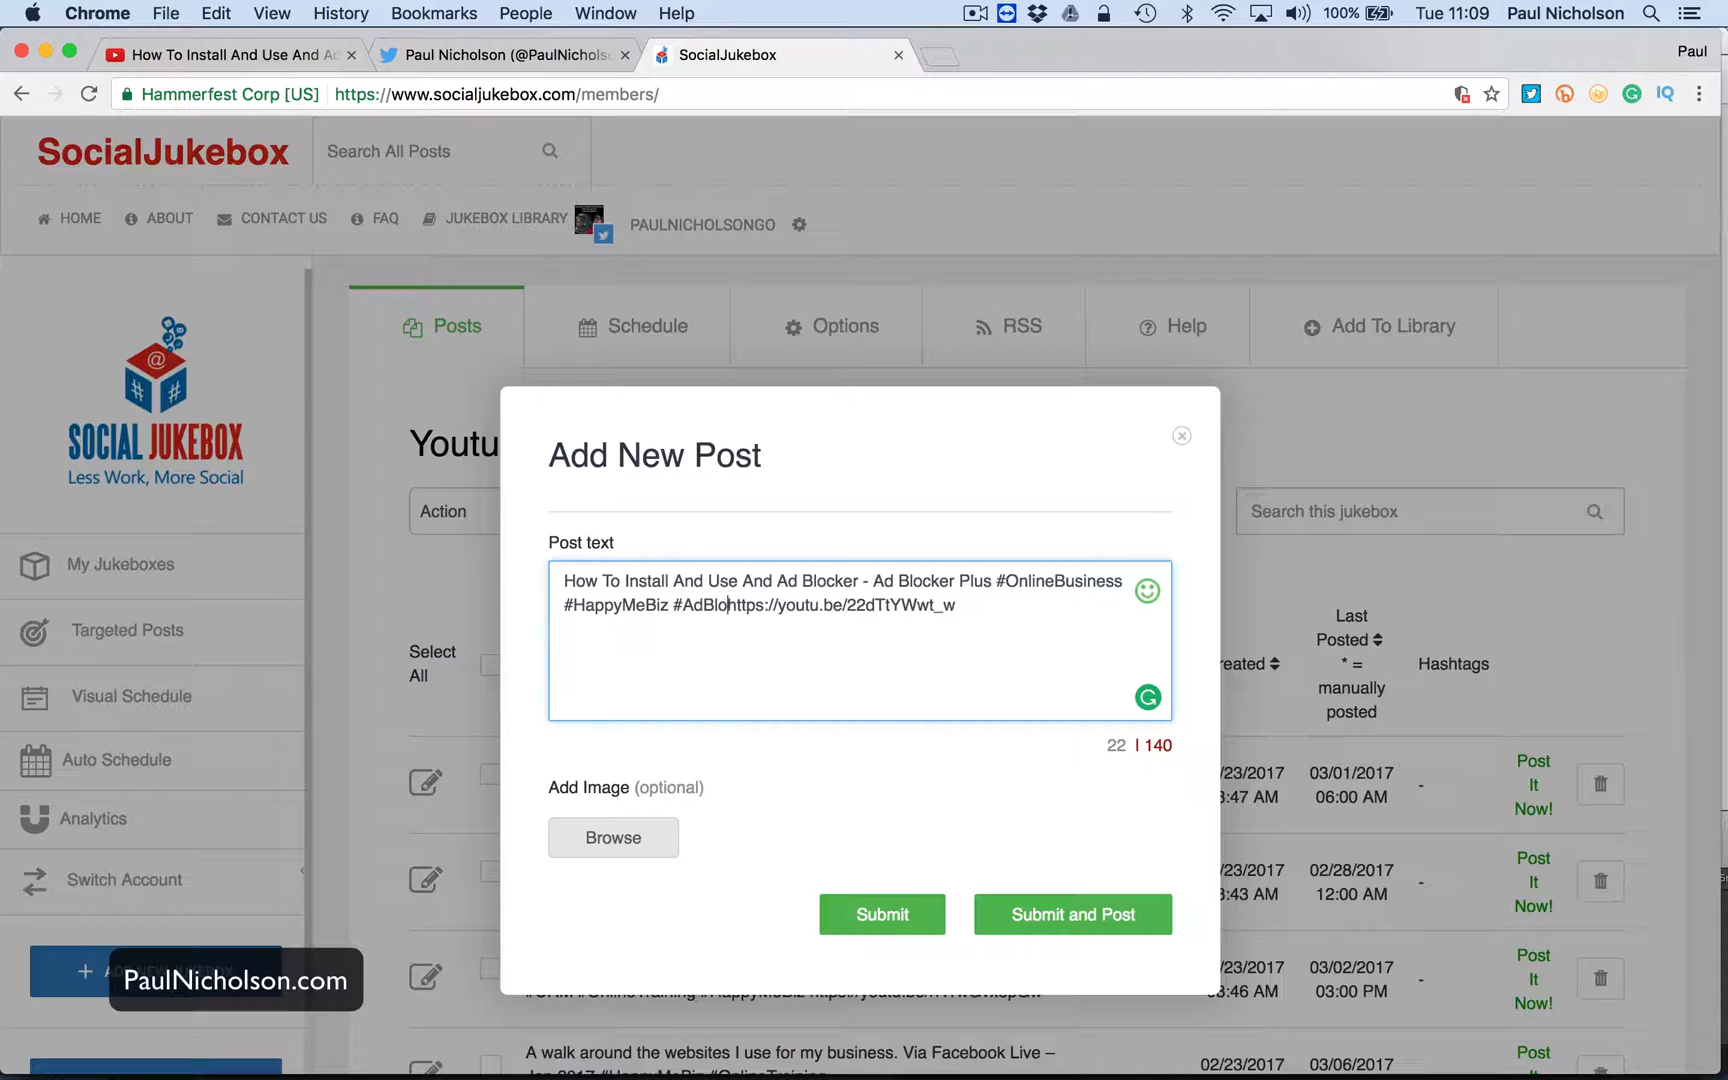 Chrome File Edit View History Bookmarks People Window Help 100% Tue 11:09 Paul Nicholson
How To Install And Use And Ad
Paul Nicholson (@PaulNichols
SocialJukebox
Paul
Hammerfest Corp [US] https://www.socialjukebox.com/members/
SocialJukebox
Search All Posts
HOME ABOUT CONTACT US FAQ JUKEBOX LIBRARY PAULNICHOLSONGO
SOCIAL JUKEBOX
Less Work, More Social
My Jukeboxes
Targeted Posts
Visual Schedule
Auto Schedule
Analytics
Switch Account
PaulNicholson.com
Posts Schedule Options RSS Help Add To Library
Youtu
Action
Search this jukebox
Select
All
reated
Last
Posted
* =
manually
posted
Hashtags
Add New Post
Post text
How To Install And Use And Ad Blocker - Ad Blocker Plus #OnlineBusiness
#HappyMeBiz #AdBlohttps://youtu.be/22dTtYWwt_w
22 | 140
Add Image (optional)
Browse
Submit
Submit and Post
/23/2017
3:47 AM
03/01/2017
06:00 AM
-
Post
It
Now!
/23/2017
3:43 AM
02/28/2017
12:00 AM
-
Post
It
Now!
/23/2017
3:46 AM
03/02/2017
03:00 PM
-
Post
It
Now!
A walk around the websites I use for my business. Via Facebook Live –
02/23/2017
03/06/2017
Post